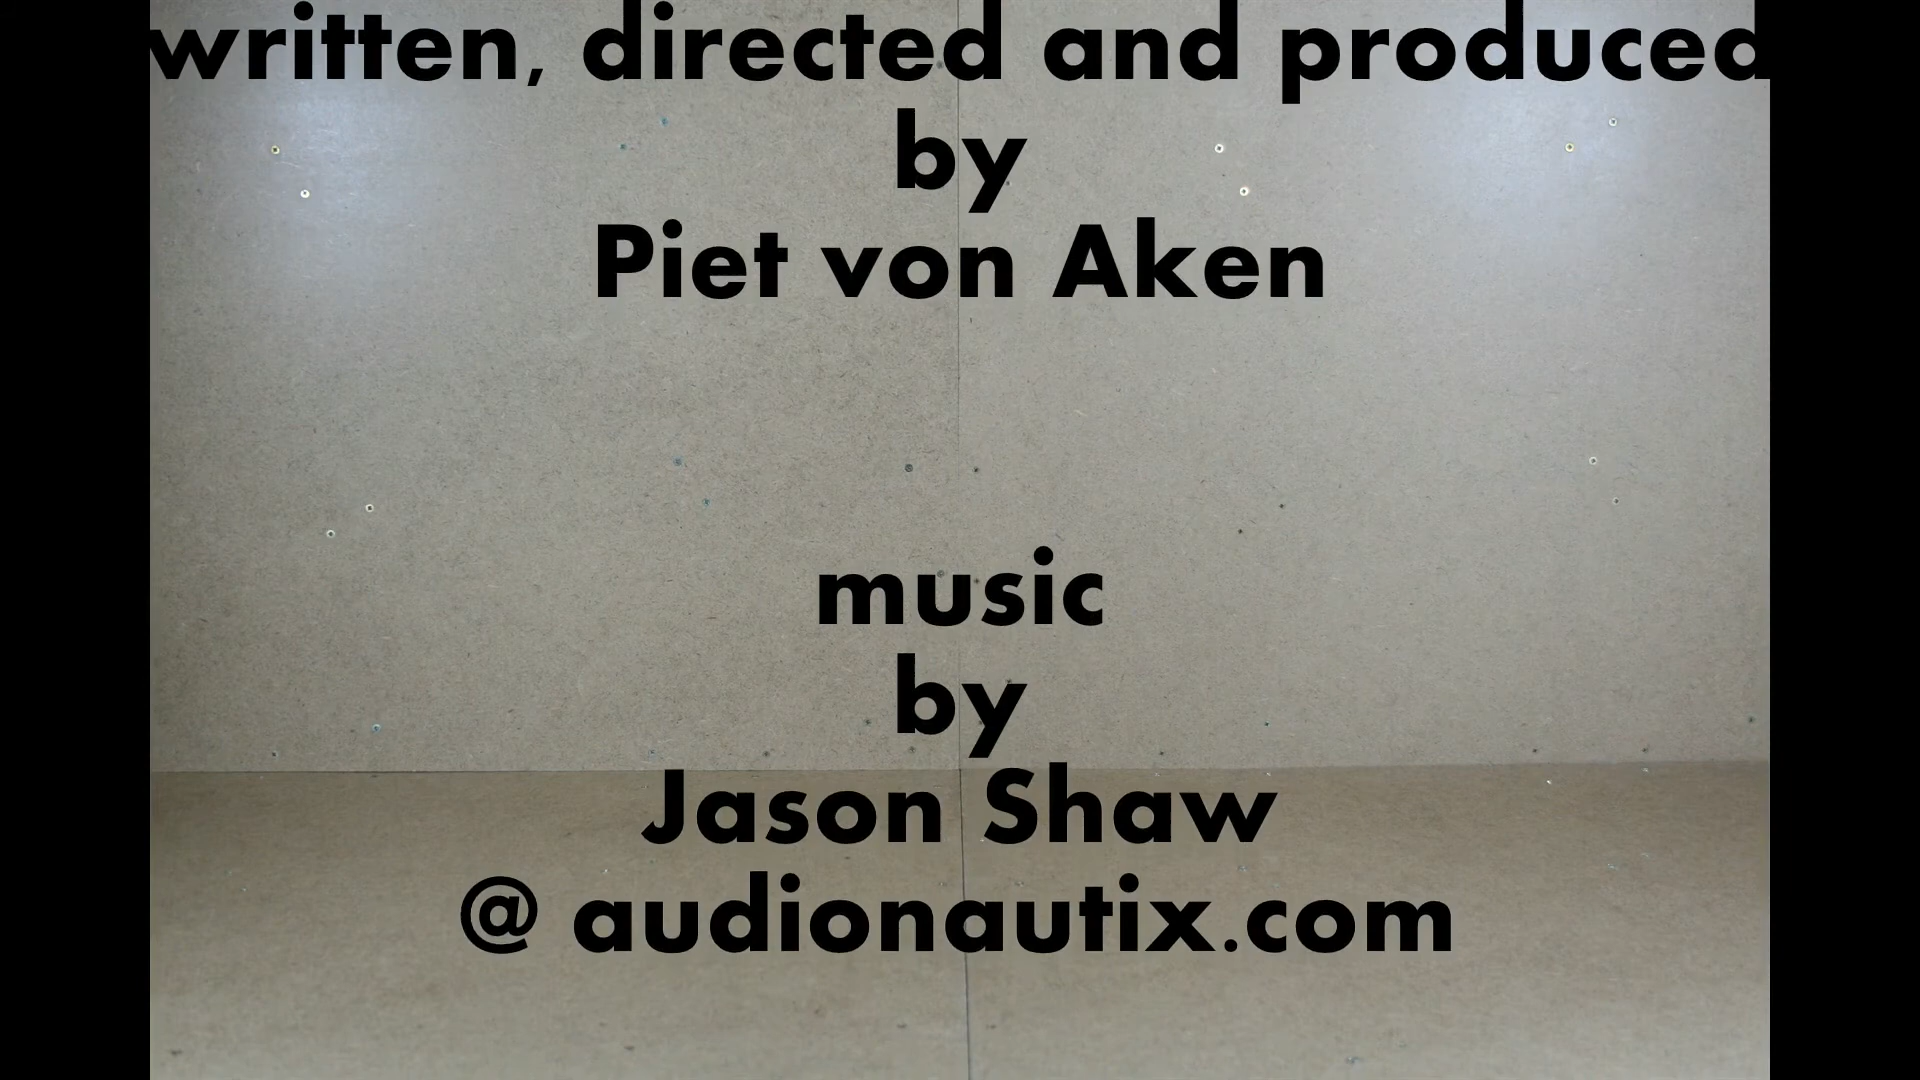 written, directed and produced
by
Piet von Aken
music
by
Jason Shaw
@ audionautix.com